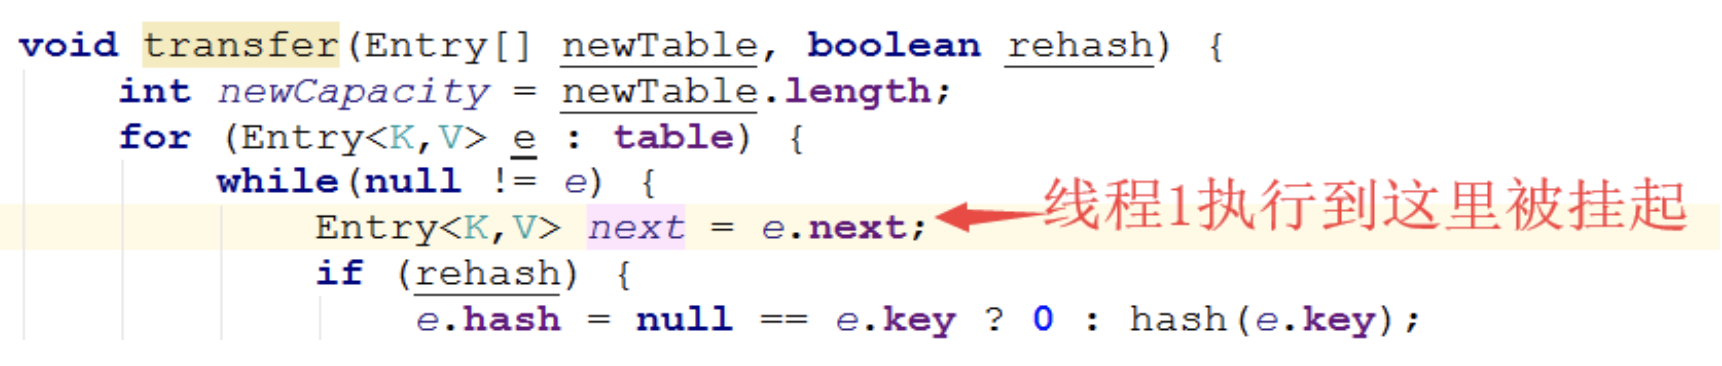 void transfer(Entry[] newTable, boolean rehash) {
int newCapacity = newTable.length;
for (Entry<K,V> e : table) {
while(null != e) {
Entry<K,V> next = e.next; 线程1执行到这里被挂起
if (rehash) {
e.hash = null == e.key ? 0 : hash(e.key);